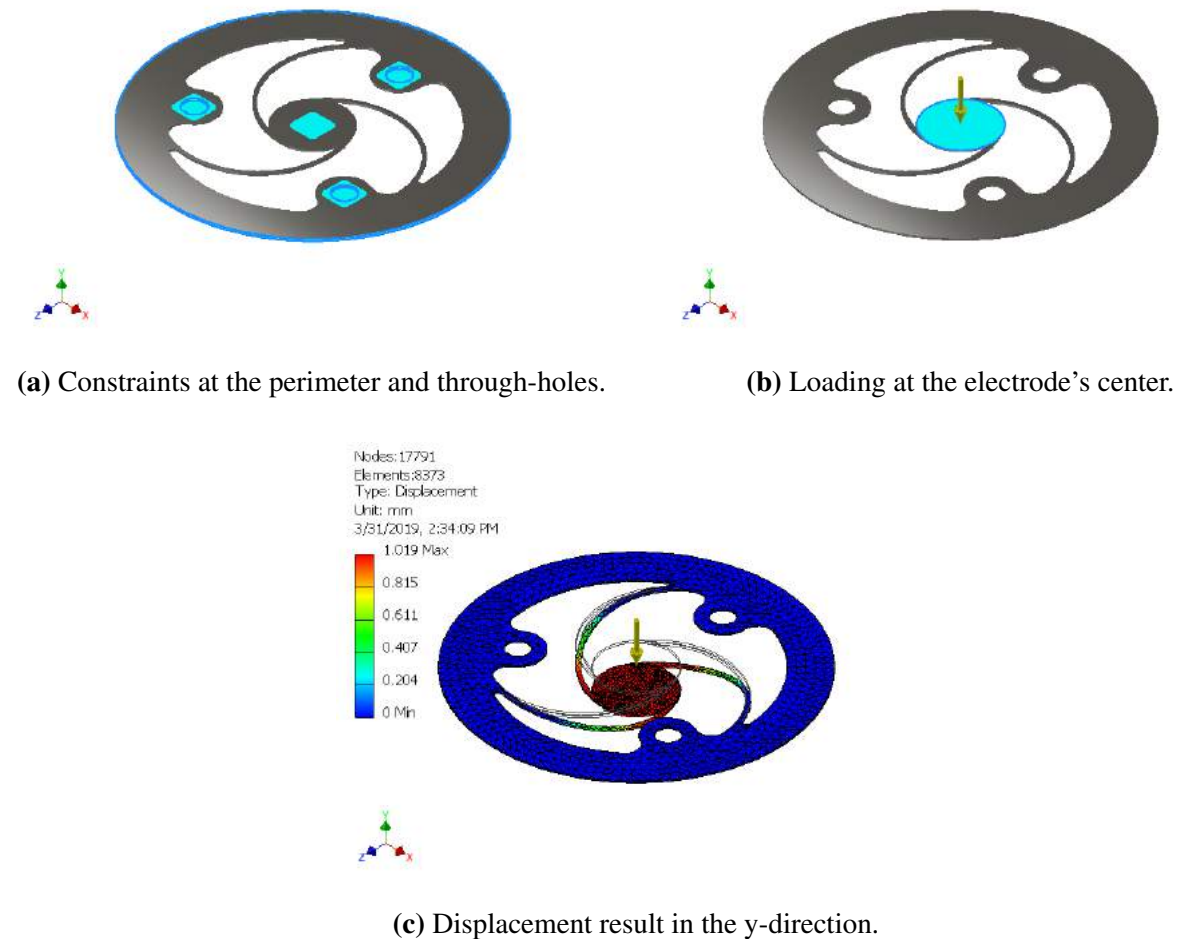 Y
Z
X
Y
Z
X
(a) Constraints at the perimeter and through-holes.
(b) Loading at the electrode's center.
Nodes:17791
Elements:8373
Type: Displacement
Unit: mm
3/31/2019, 2:34:09 PM
1.019 Max
0.815
0.611
0.407
0.204
0 Min
Y
Z
X
(c) Displacement result in the y-direction.